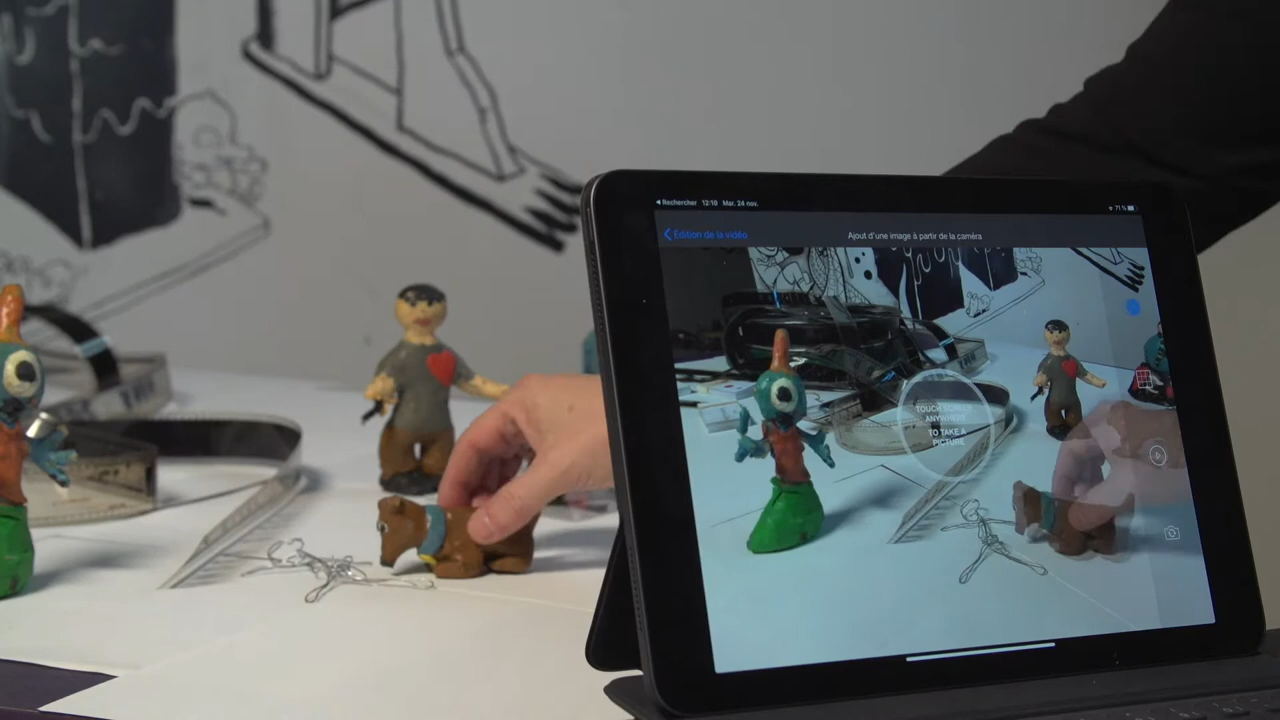 Rechercher 12:10 Mar. 24 nov.
71 %
Édition de la vidéo
Ajout d'une image à partir de la caméra
TOUCH SCREEN
ANYWHERE
TO TAKE A
PICTURE